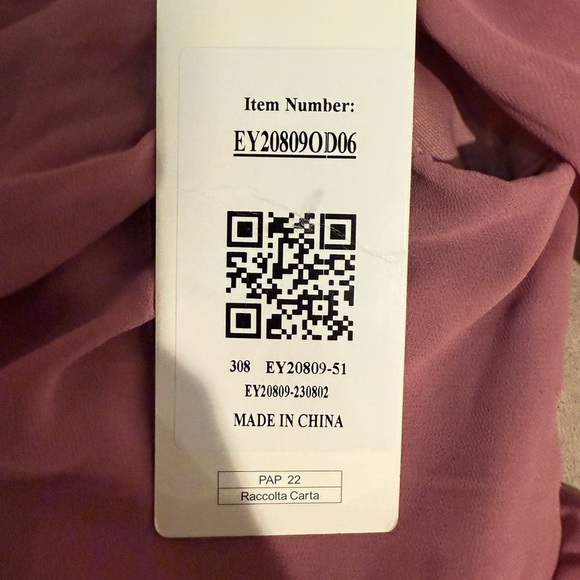 Item Number:
EY20809OD06
308 EY20809-51
EY20809-230802
MADE IN CHINA
PAP 22
Raccolta Carta